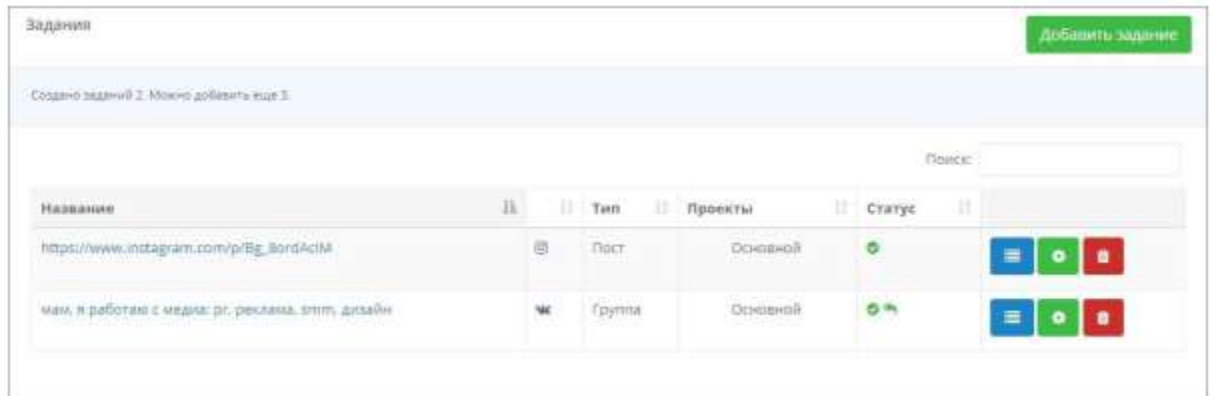 Задания
Добавить задание
Создано заданий 2. Можно добавить еще 3.
Поиск:
Название Тип Проекты Статус
https://www.instagram.com/p/Bg_8ordAclM Пост Основной
мам, я работаю с медиа: pr, реклама, smm, дизайн Группа Основной